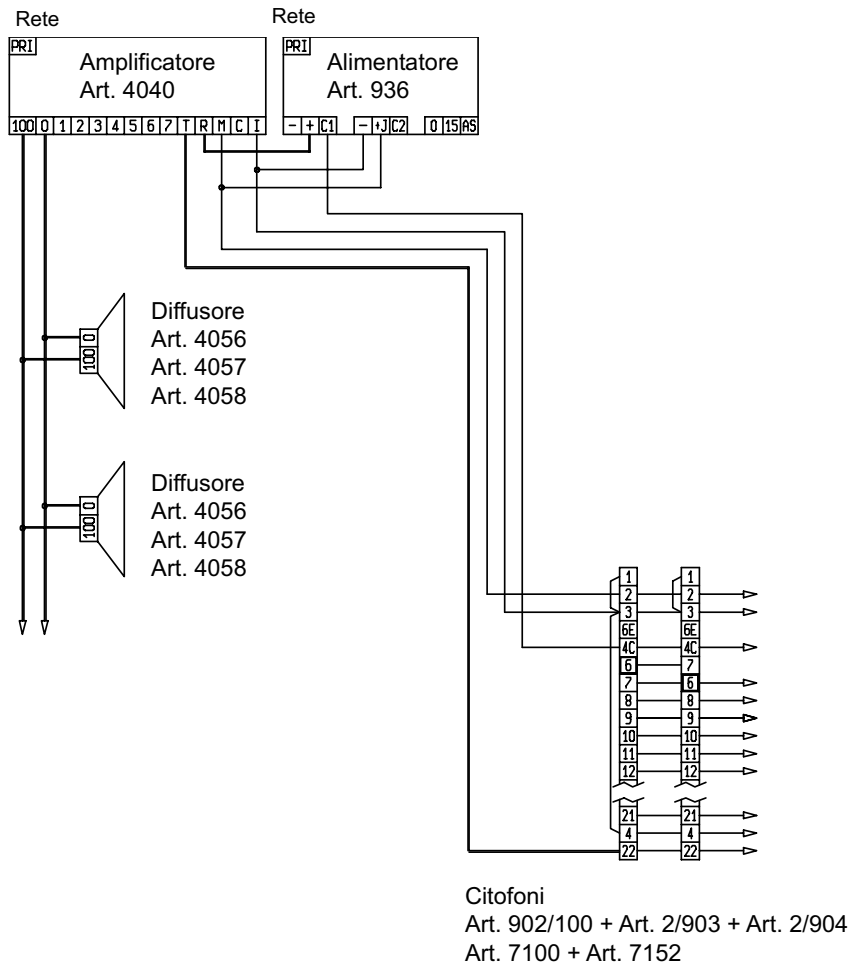 Rete
Rete
PRI
Amplificatore
Art. 4040
PRI
Alimentatore
Art. 936
100 0 1 2 3 4 5 6 7 T R M C I
- + C1 - +J C2 0 15 AS
0
100
Diffusore
Art. 4056
Art. 4057
Art. 4058
0
100
Diffusore
Art. 4056
Art. 4057
Art. 4058
1 1
2 2
3 3
6E 6E
4C 4C
6 7
7 6
8 8
9 9
10 10
11 11
12 12
21 21
4 4
22 22
Citofoni
Art. 902/100 + Art. 2/903 + Art. 2/904
Art. 7100 + Art. 7152